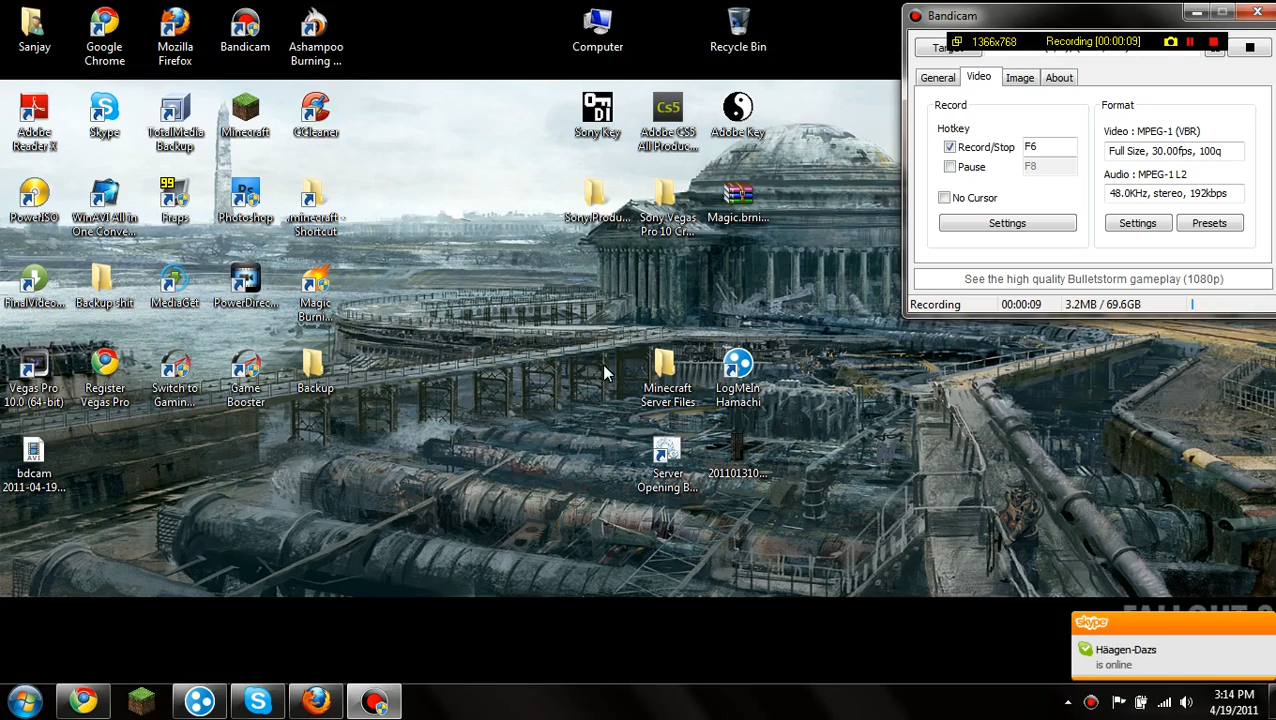 Sanjay
Google
Chrome
Mozilla
Firefox
Bandicam
Ashampoo
Burning ...
Computer
Recycle Bin
Bandicam
1366x768
Recording [00:00:09]
General
Video
Image
About
Record
Hotkey
Record/Stop
F6
Pause
F8
No Cursor
Settings
Format
Video : MPEG-1 (VBR)
Full Size, 30.00fps, 100q
Audio : MPEG-1 L2
48.0KHz, stereo, 192kbps
Settings
Presets
See the high quality Bulletstorm gameplay (1080p)
Recording
00:00:09
3.2MB / 69.6GB
Adobe
Reader X
Skype
TotalMedia
Backup
Minecraft
CCleaner
Sony Key
Adobe CS5
All Produc...
Adobe Key
PowerISO
WinAVI All in
One Conve...
Fraps
Photoshop
.minecraft -
Shortcut
Sony Produ...
Sony Vegas
Pro 10 Cr...
Magic.brni...
FinalVideo...
Backup shit
MediaGet
PowerDirec...
Magic
Burni...
Vegas Pro
10.0 (64-bit)
Register
Vegas Pro
Switch to
Gamin...
Game
Booster
Backup
Minecraft
Server Files
LogMeIn
Hamachi
bdcam
2011-04-19...
Server
Opening B...
201101310...
skype
Häagen-Dazs
is online
3:14 PM
4/19/2011